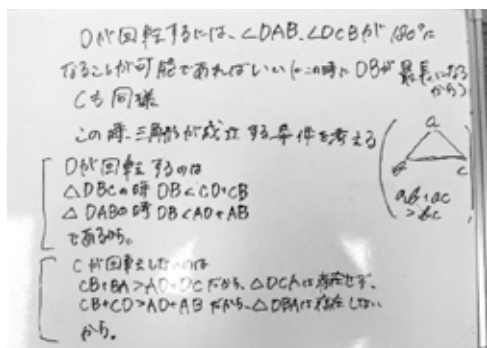 Dが回転するには、∠DAB、∠DCBが180°に
なることが可能であればいい(←この時にDBが最長になるから)
Cも同様
この時、三角形が成立する条件を考える
a
c
ab+ac
>bc
Dが回転するのは
△DBCの時 DB<CD+CB
△DABの時 DB<AD+AB
であるから。
Cが回転しないのは
CB+BA>AD+DCだから、△DCAは存在せず、
CB+CD>AD+ABだから、△DBAは存在しない
から。